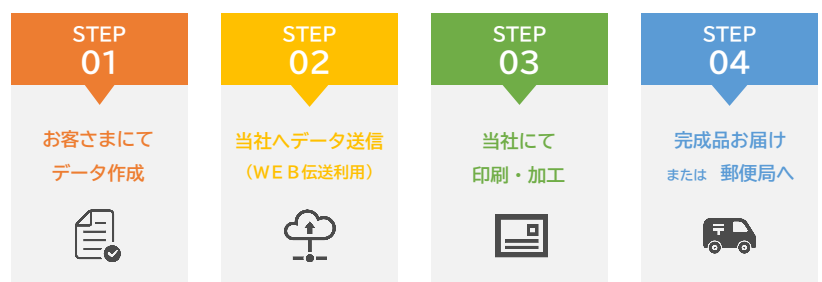 STEP
01
お客さまにて
データ作成
STEP
02
当社へデータ送信
（ＷＥＢ伝送利用）
STEP
03
当社にて
印刷・加工
STEP
04
完成品お届け
または 郵便局へ